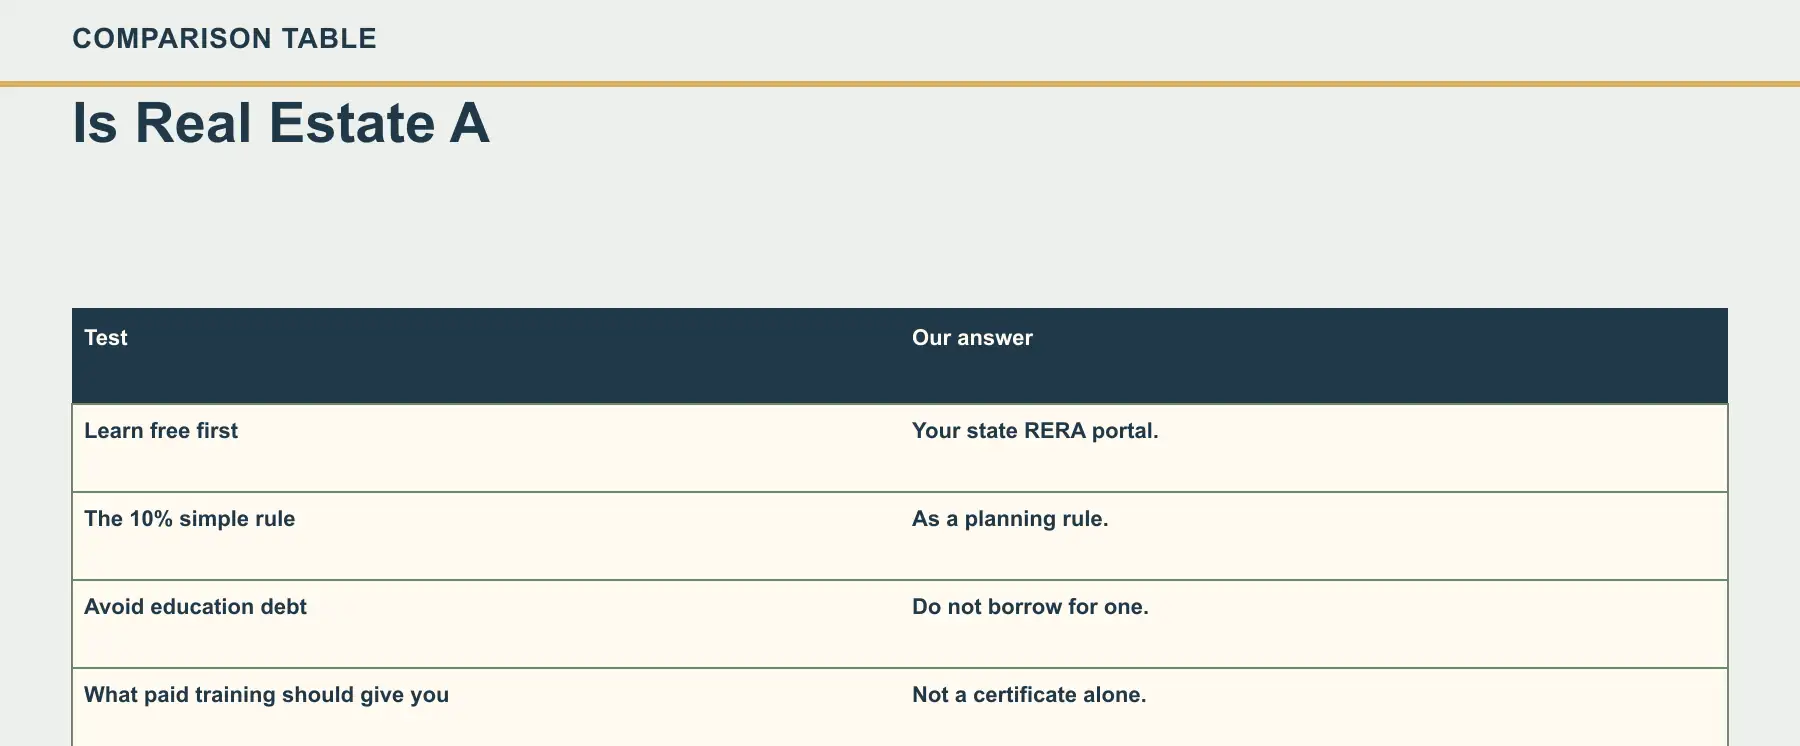 COMPARISON TABLE
Is Real Estate A
Test Our answer
Learn free first Your state RERA portal.
The 10% simple rule As a planning rule.
Avoid education debt Do not borrow for one.
What paid training should give you Not a certificate alone.